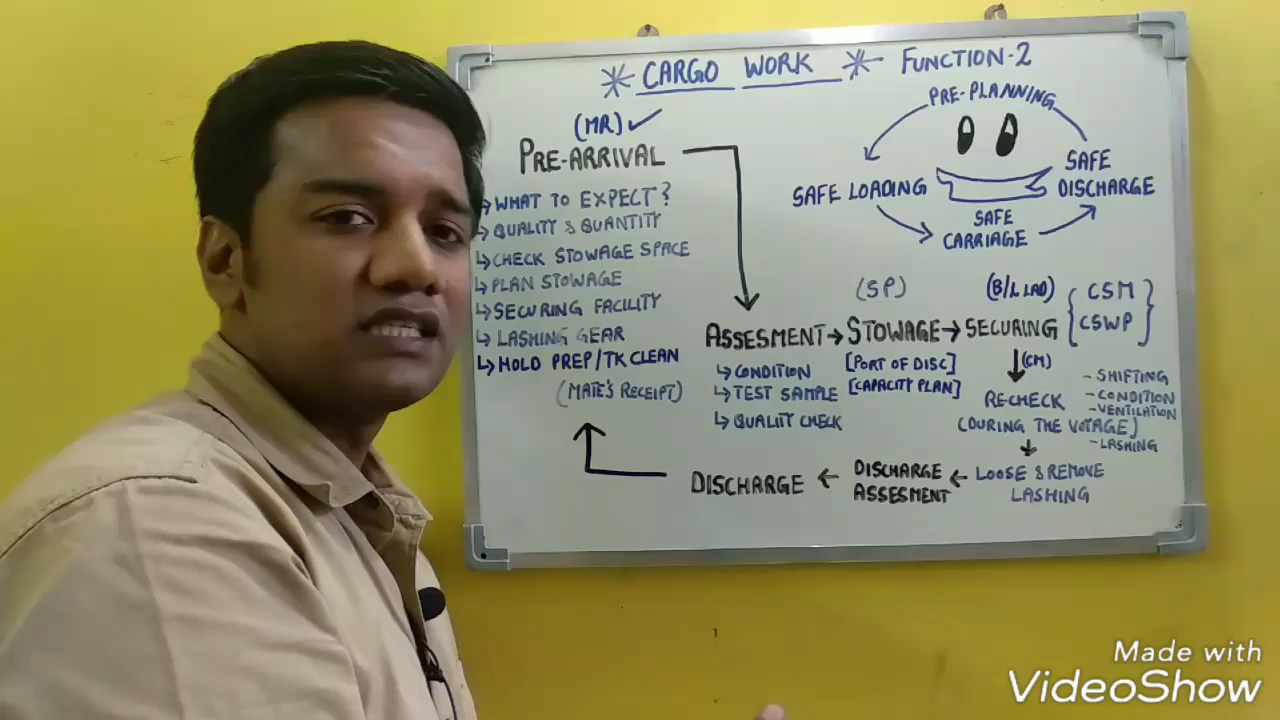 * CARGO WORK * FUNCTION-2
(MR) ✓
PRE-ARRIVAL
↳ WHAT TO EXPECT?
↳ QUALITY & QUANTITY
↳ CHECK STOWAGE SPACE
↳ PLAN STOWAGE
↳ SECURING FACILITY
↳ LASHING GEAR
↳ HOLD PREP/TK CLEAN
(MATE'S RECEIPT)
PRE-PLANNING
SAFE LOADING
SAFE
CARRIAGE
SAFE
DISCHARGE
ASSESMENT →
↳ CONDITION
↳ TEST SAMPLE
↳ QUALITY CHECK
(SP)
STOWAGE →
[PORT OF DISC]
[CAPACITY PLAN]
(B/L LAD)
SECURING
{ CSM }
CSWP
(CM)
RECHECK
(DURING THE VOYAGE)
- SHIFTING
- CONDITION
- VENTILATION
- LASHING
LOOSE & REMOVE
LASHING
DISCHARGE ←
ASSESMENT
DISCHARGE ←
Made with
VideoShow